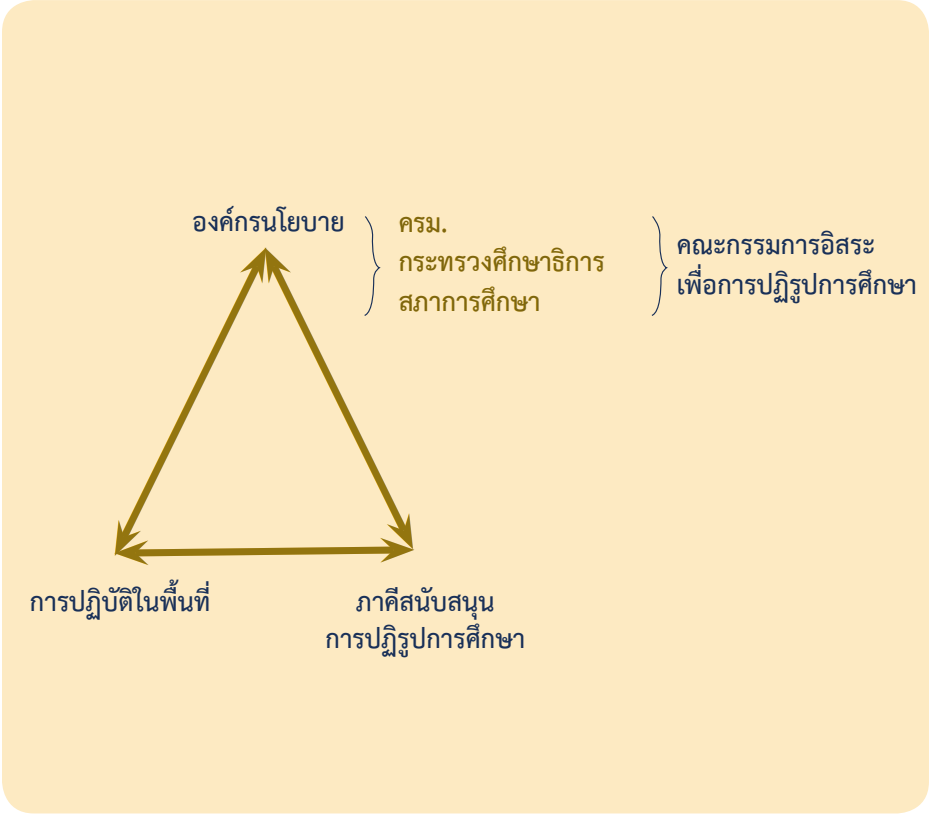 องค์กรนโยบาย
ครม.
กระทรวงศึกษาธิการ
สภาการศึกษา
คณะกรรมการอิสระ
เพื่อการปฏิรูปการศึกษา
การปฏิบัติในพื้นที่
ภาคีสนับสนุน
การปฏิรูปการศึกษา